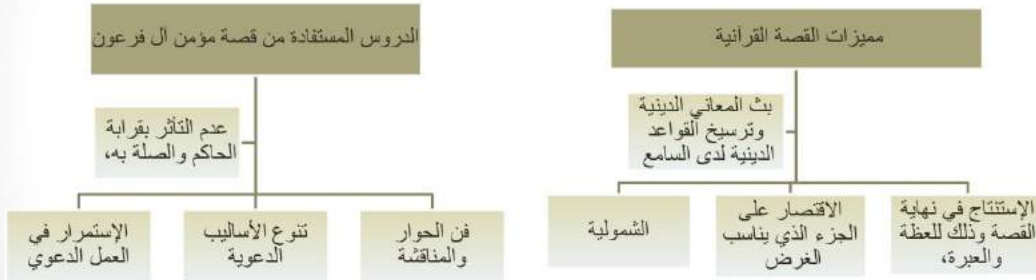 مميزات القصة القرآنية
بث المعاني الدينية
وترسيخ القواعد
الدينية لدى السامع
الإستنتاج في نهاية
القصة وذلك للعظة
والعبرة،
الاقتصار على
الجزء الذي يناسب
الغرض
الشمولية
الدروس المستفادة من قصة مؤمن آل فرعون
عدم التأثر بقرابة
الحاكم والصلة به،
فن الحوار
والمناقشة
تنوع الأساليب
الدعوية
الإستمرار في
العمل الدعوي